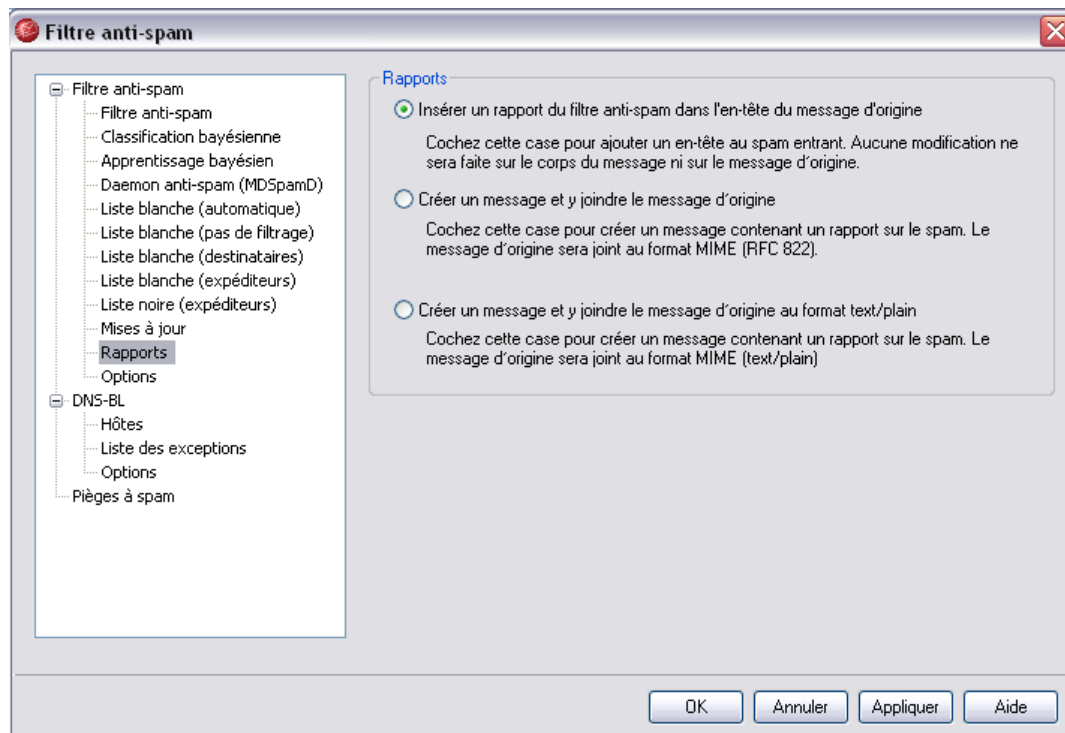 Filtre anti-spam
Filtre anti-spam
Filtre anti-spam
Classification bayésienne
Apprentissage bayésien
Daemon anti-spam (MDSpamD)
Liste blanche (automatique)
Liste blanche (pas de filtrage)
Liste blanche (destinataires)
Liste blanche (expéditeurs)
Liste noire (expéditeurs)
Mises à jour
Rapports
Options
DNS-BL
Hôtes
Liste des exceptions
Options
Pièges à spam
Rapports
Insérer un rapport du filtre anti-spam dans l'en-tête du message d'origine
Cochez cette case pour ajouter un en-tête au spam entrant. Aucune modification ne
sera faite sur le corps du message ni sur le message d'origine.
Créer un message et y joindre le message d'origine
Cochez cette case pour créer un message contenant un rapport sur le spam. Le
message d'origine sera joint au format MIME (RFC 822).
Créer un message et y joindre le message d'origine au format text/plain
Cochez cette case pour créer un message contenant un rapport sur le spam. Le
message d'origine sera joint au format MIME (text/plain)
OK
Annuler
Appliquer
Aide